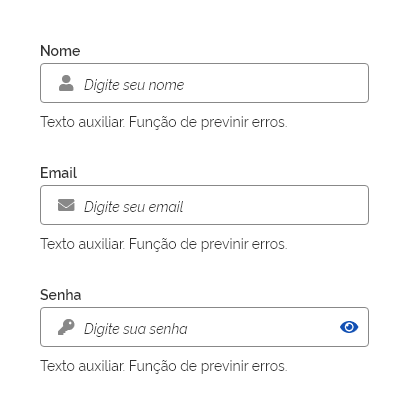 Nome
Digite seu nome
Texto auxiliar. Função de previnir erros.
Email
Digite seu email
Texto auxiliar. Função de previnir erros.
Senha
Digite sua senha
Texto auxiliar. Função de previnir erros.